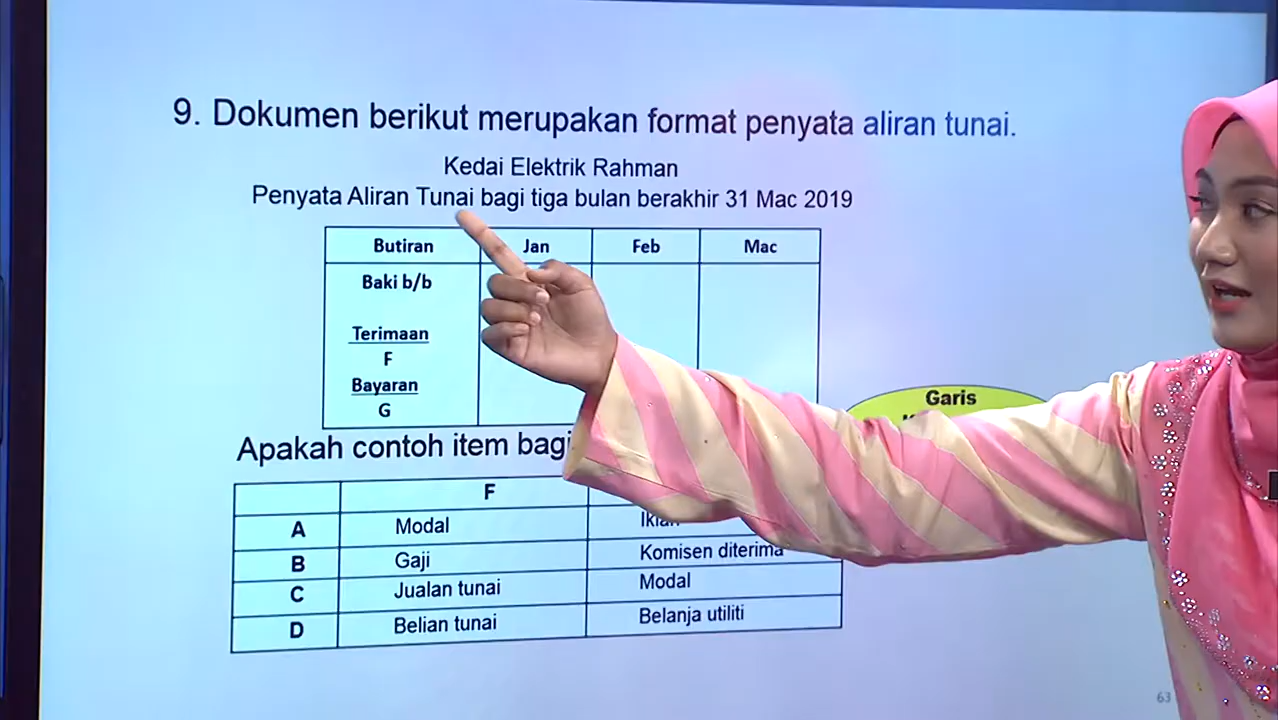 9. Dokumen berikut merupakan format penyata aliran tunai.
Kedai Elektrik Rahman
Penyata Aliran Tunai bagi tiga bulan berakhir 31 Mac 2019
Butiran Jan Feb Mac
Baki b/b
Terimaan
F
Bayaran
G
Garis
Apakah contoh item bagi
F
A Modal
B Gaji Komisen diterima
C Jualan tunai Modal
D Belian tunai Belanja utiliti
63